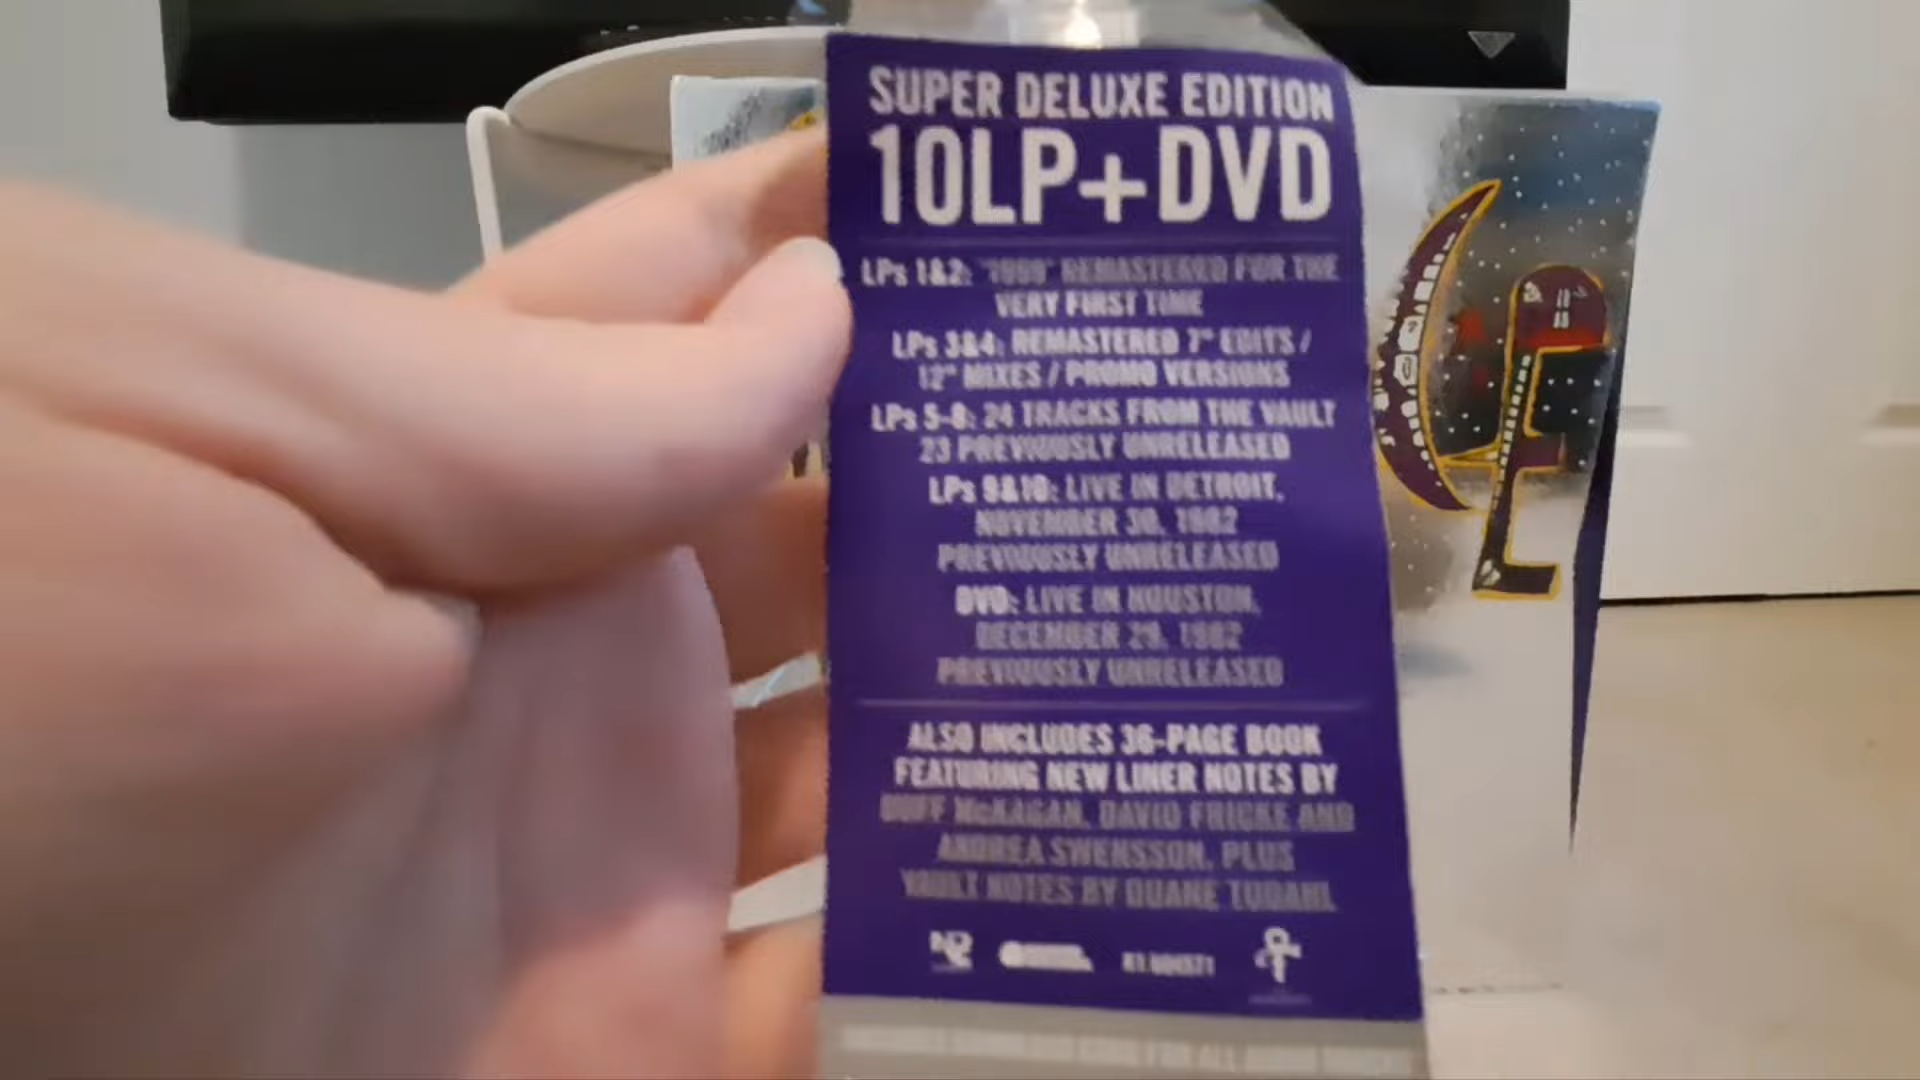 SUPER DELUXE EDITION
10LP+DVD
LPs 1&2: "1999" REMASTERED FOR THE
VERY FIRST TIME
LPs 3&4: REMASTERED 7" EDITS /
12" MIXES / PROMO VERSIONS
LPs 5-8: 24 TRACKS FROM THE VAULT
23 PREVIOUSLY UNRELEASED
LPs 9&10: LIVE IN DETROIT,
NOVEMBER 30, 1982
PREVIOUSLY UNRELEASED
DVD: LIVE IN HOUSTON,
DECEMBER 29, 1982
PREVIOUSLY UNRELEASED
ALSO INCLUDES 36-PAGE BOOK
FEATURING NEW LINER NOTES BY
DUFF McKAGAN, DAVID FRICKE AND
ANDREA SWENSSON, PLUS
VAULT NOTES BY DUANE TUDAHL